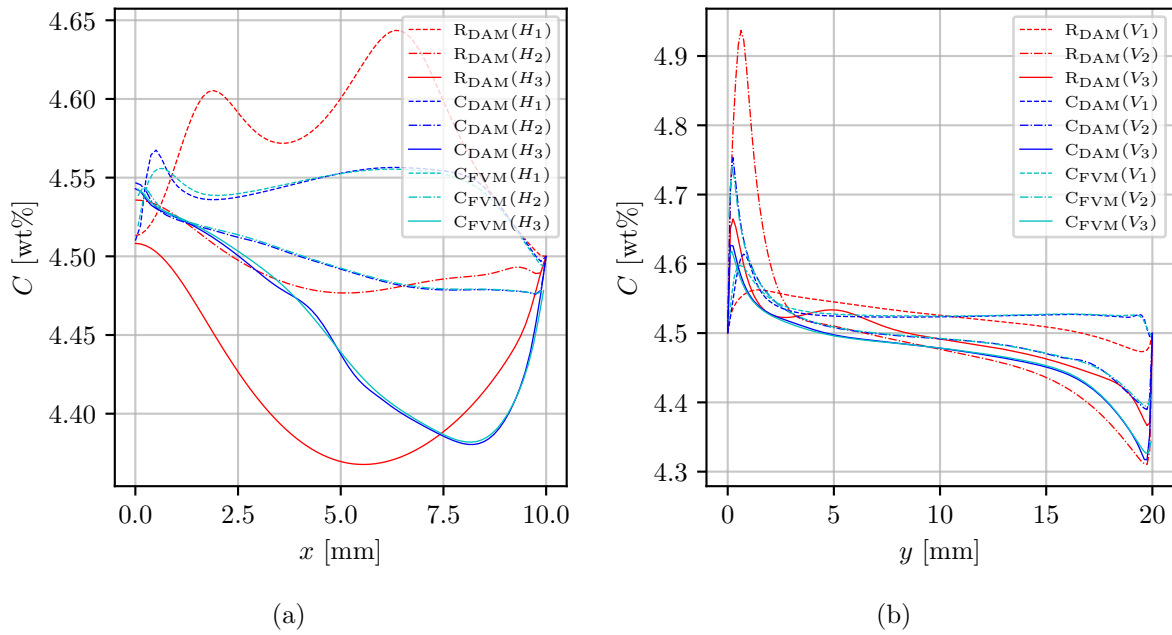 4.65
4.60
4.55
4.50
4.45
4.40
C [wt%]
0.0 2.5 5.0 7.5 10.0
x [mm]
R_DAM(H_1)
R_DAM(H_2)
R_DAM(H_3)
C_DAM(H_1)
C_DAM(H_2)
C_DAM(H_3)
C_FVM(H_1)
C_FVM(H_2)
C_FVM(H_3)
(a)
4.9
4.8
4.7
4.6
4.5
4.4
4.3
C [wt%]
0 5 10 15 20
y [mm]
R_DAM(V_1)
R_DAM(V_2)
R_DAM(V_3)
C_DAM(V_1)
C_DAM(V_2)
C_DAM(V_3)
C_FVM(V_1)
C_FVM(V_2)
C_FVM(V_3)
(b)